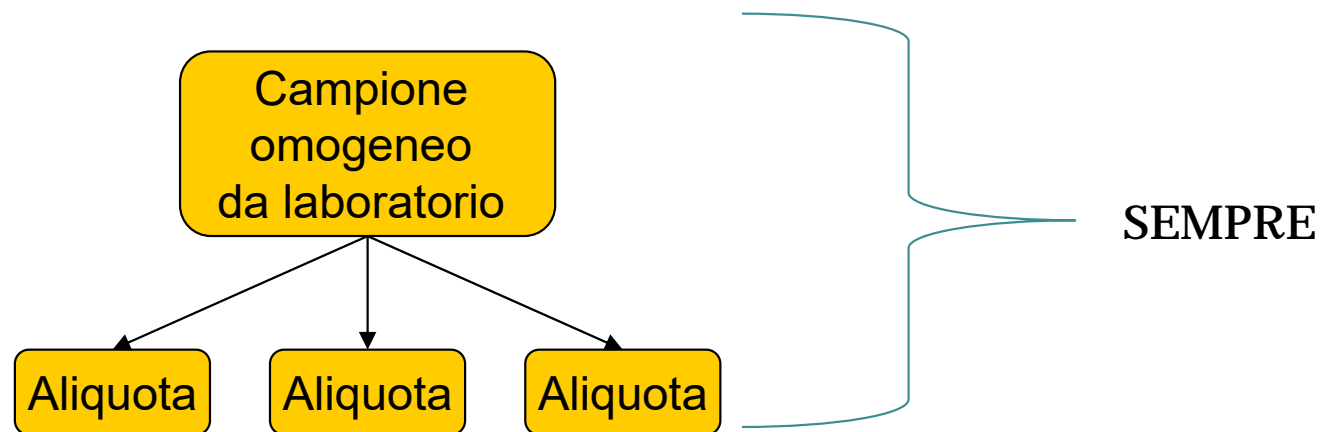 Campione
omogeneo
da laboratorio
SEMPRE
Aliquota
Aliquota
Aliquota